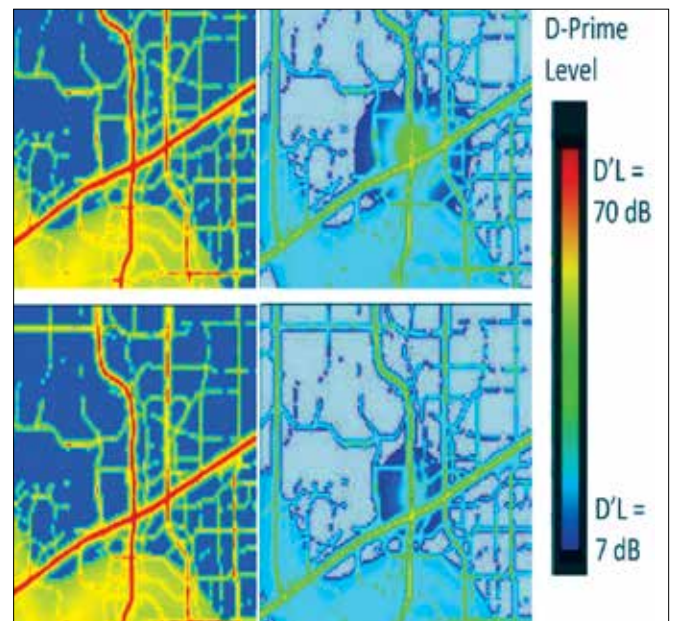 D-Prime
Level
D'L =
70 dB
D'L =
7 dB